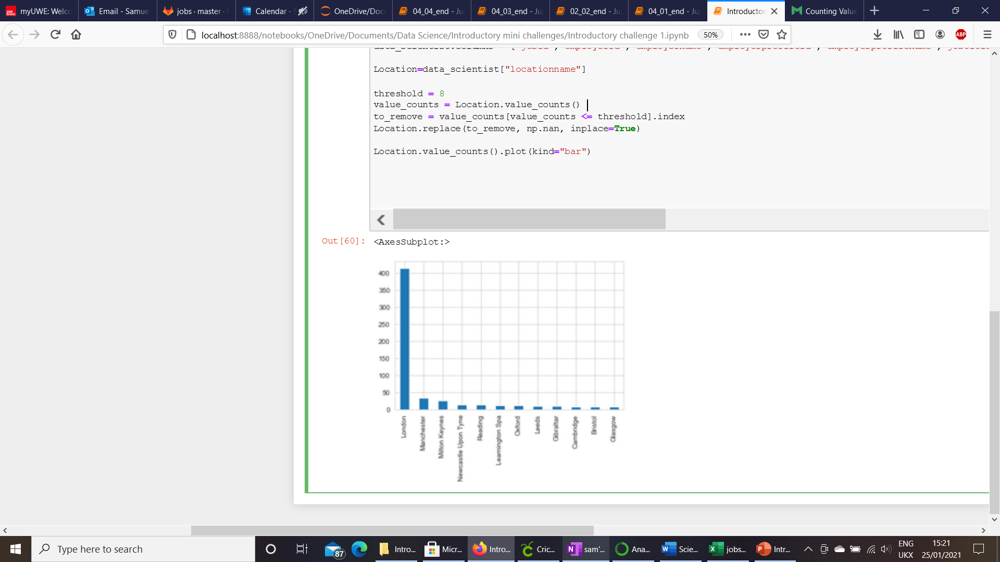 myUWE: Welc
Email - Samue
jobs · master ·
Calendar -
OneDrive/Doc
04_04_end - Ju
04_03_end - Ju
02_02_end - Ju
04_01_end - Ju
Introductor
Counting Value
localhost:8888/notebooks/OneDrive/Documents/Data Science/Introductory mini challenges/Introductory challenge 1.ipynb
50%
ABP
Location=data_scientist["locationname"]
threshold = 8
value_counts = Location.value_counts()
to_remove = value_counts[value_counts <= threshold].index
Location.replace(to_remove, np.nan, inplace=True)
Location.value_counts().plot(kind="bar")
Out[60]:
<AxesSubplot:>
400
350
300
250
200
150
100
50
0
London
Manchester
Milton Keynes
Newcastle Upon Tyne
Reading
Leamington Spa
Oxford
Leeds
Gibraltar
Cambridge
Bristol
Glasgow
Type here to search
87
Intro...
Micr...
Intro...
Cric...
sam'...
Ana...
Scie...
jobs...
Intr...
ENG
UKX
15:21
25/01/2021